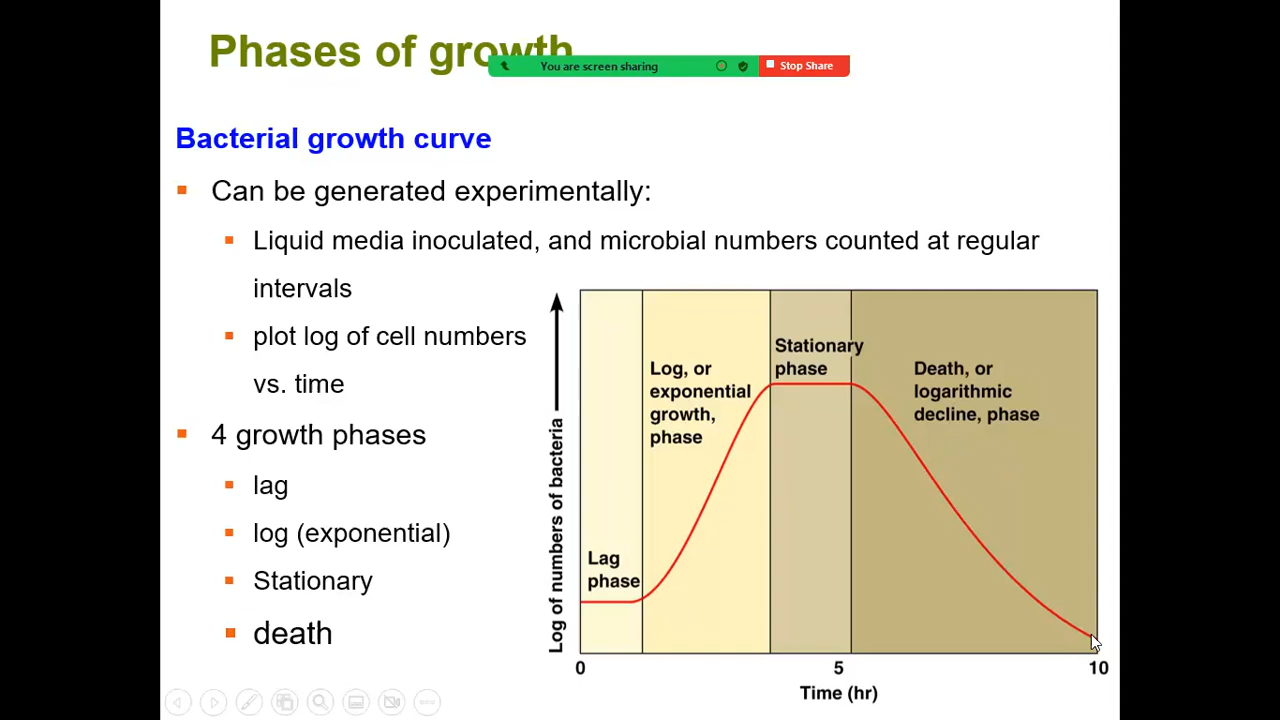 Phases of growth
You are screen sharing
Stop Share
Bacterial growth curve
Can be generated experimentally:
Liquid media inoculated, and microbial numbers counted at regular
intervals
plot log of cell numbers
vs. time
4 growth phases
lag
log (exponential)
Stationary
death
Log of numbers of bacteria
Lag
phase
Log, or
exponential
growth,
phase
Stationary
phase
Death, or
logarithmic
decline, phase
0
5
10
Time (hr)